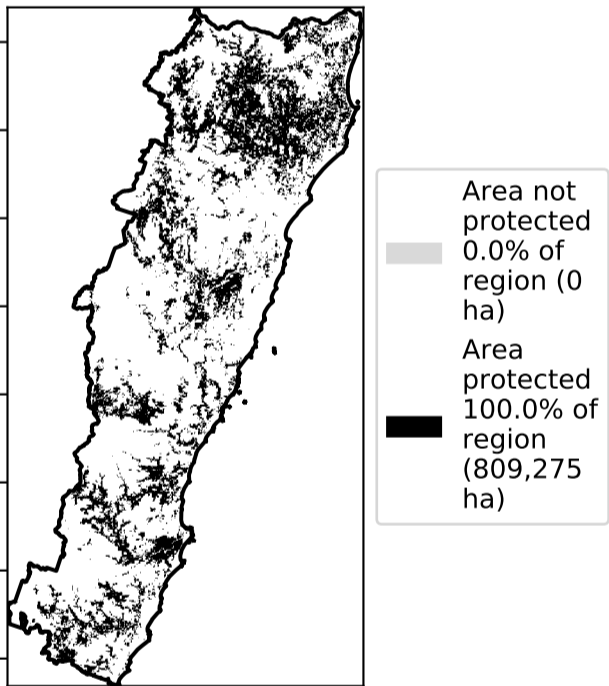 Area not
protected
0.0% of
region (0
ha)
Area
protected
100.0% of
region
(809,275
ha)